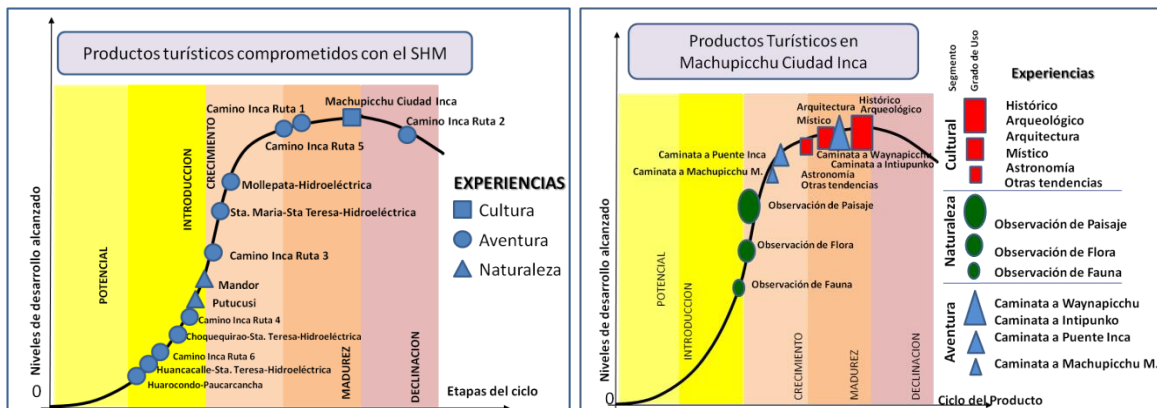 Productos turísticos comprometidos con el SHM
Niveles de desarrollo alcanzado
0
POTENCIAL
INTRODUCCION
CRECIMIENTO
MADUREZ
DECLINACION
Camino Inca Ruta 1
Machupicchu Ciudad Inca
Camino Inca Ruta 2
Camino Inca Ruta 5
Mollepata-Hidroeléctrica
Sta. Maria-Sta Teresa-Hidroeléctrica
Camino Inca Ruta 3
Mandor
Putucusi
Camino Inca Ruta 4
Choquequirao-Sta. Teresa-Hidroeléctrica
Camino Inca Ruta 6
Huancacalle-Sta. Teresa-Hidroeléctrica
Huarocondo-Paucarcancha
EXPERIENCIAS
Cultura
Aventura
Naturaleza
Etapas del ciclo
Productos Turísticos en
Machupicchu Ciudad Inca
Niveles de desarrollo alcanzado
0
POTENCIAL
INTRODUCCION
CRECIMIENTO
MADUREZ
DECLINACION
Histórico
Arqueológico
Arquitectura
Místico
Caminata a Puente Inca
Caminata a Waynapicchu
Caminata a Intiupunko
Caminata a Machupicchu M.
Astronomía
Otras tendencias
Observación de Paisaje
Observación de Flora
Observación de Fauna
Ciclo del Producto
Segmento
Grado de Uso
Experiencias
Cultural
Histórico
Arqueológico
Arquitectura
Místico
Astronomía
Otras tendencias
Naturaleza
Observación de Paisaje
Observación de Flora
Observación de Fauna
Aventura
Caminata a Waynapicchu
Caminata a Intipunko
Caminata a Puente Inca
Caminata a Machupicchu M.